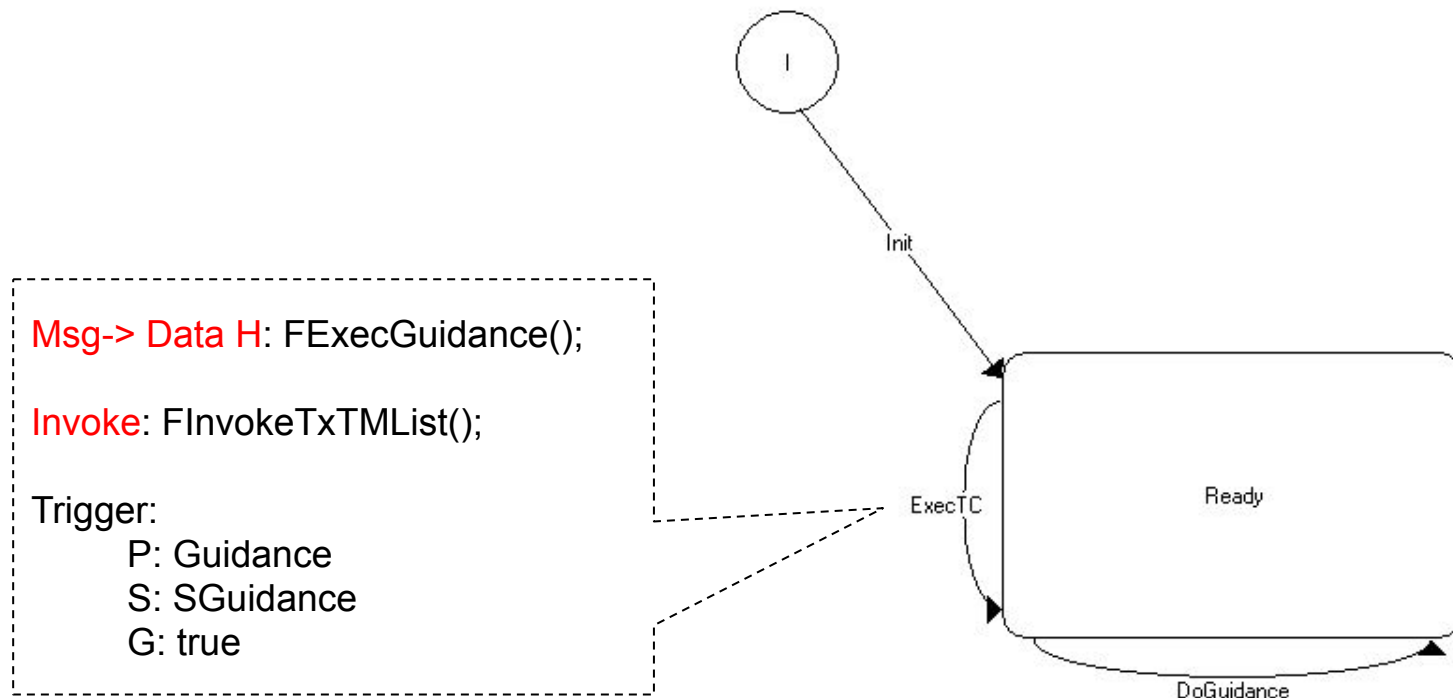 I
Init
Msg-> Data H: FExecGuidance();
Invoke: FInvokeTxTMList();
Trigger:
P: Guidance
S: SGuidance
G: true
ExecTC
Ready
DoGuidance